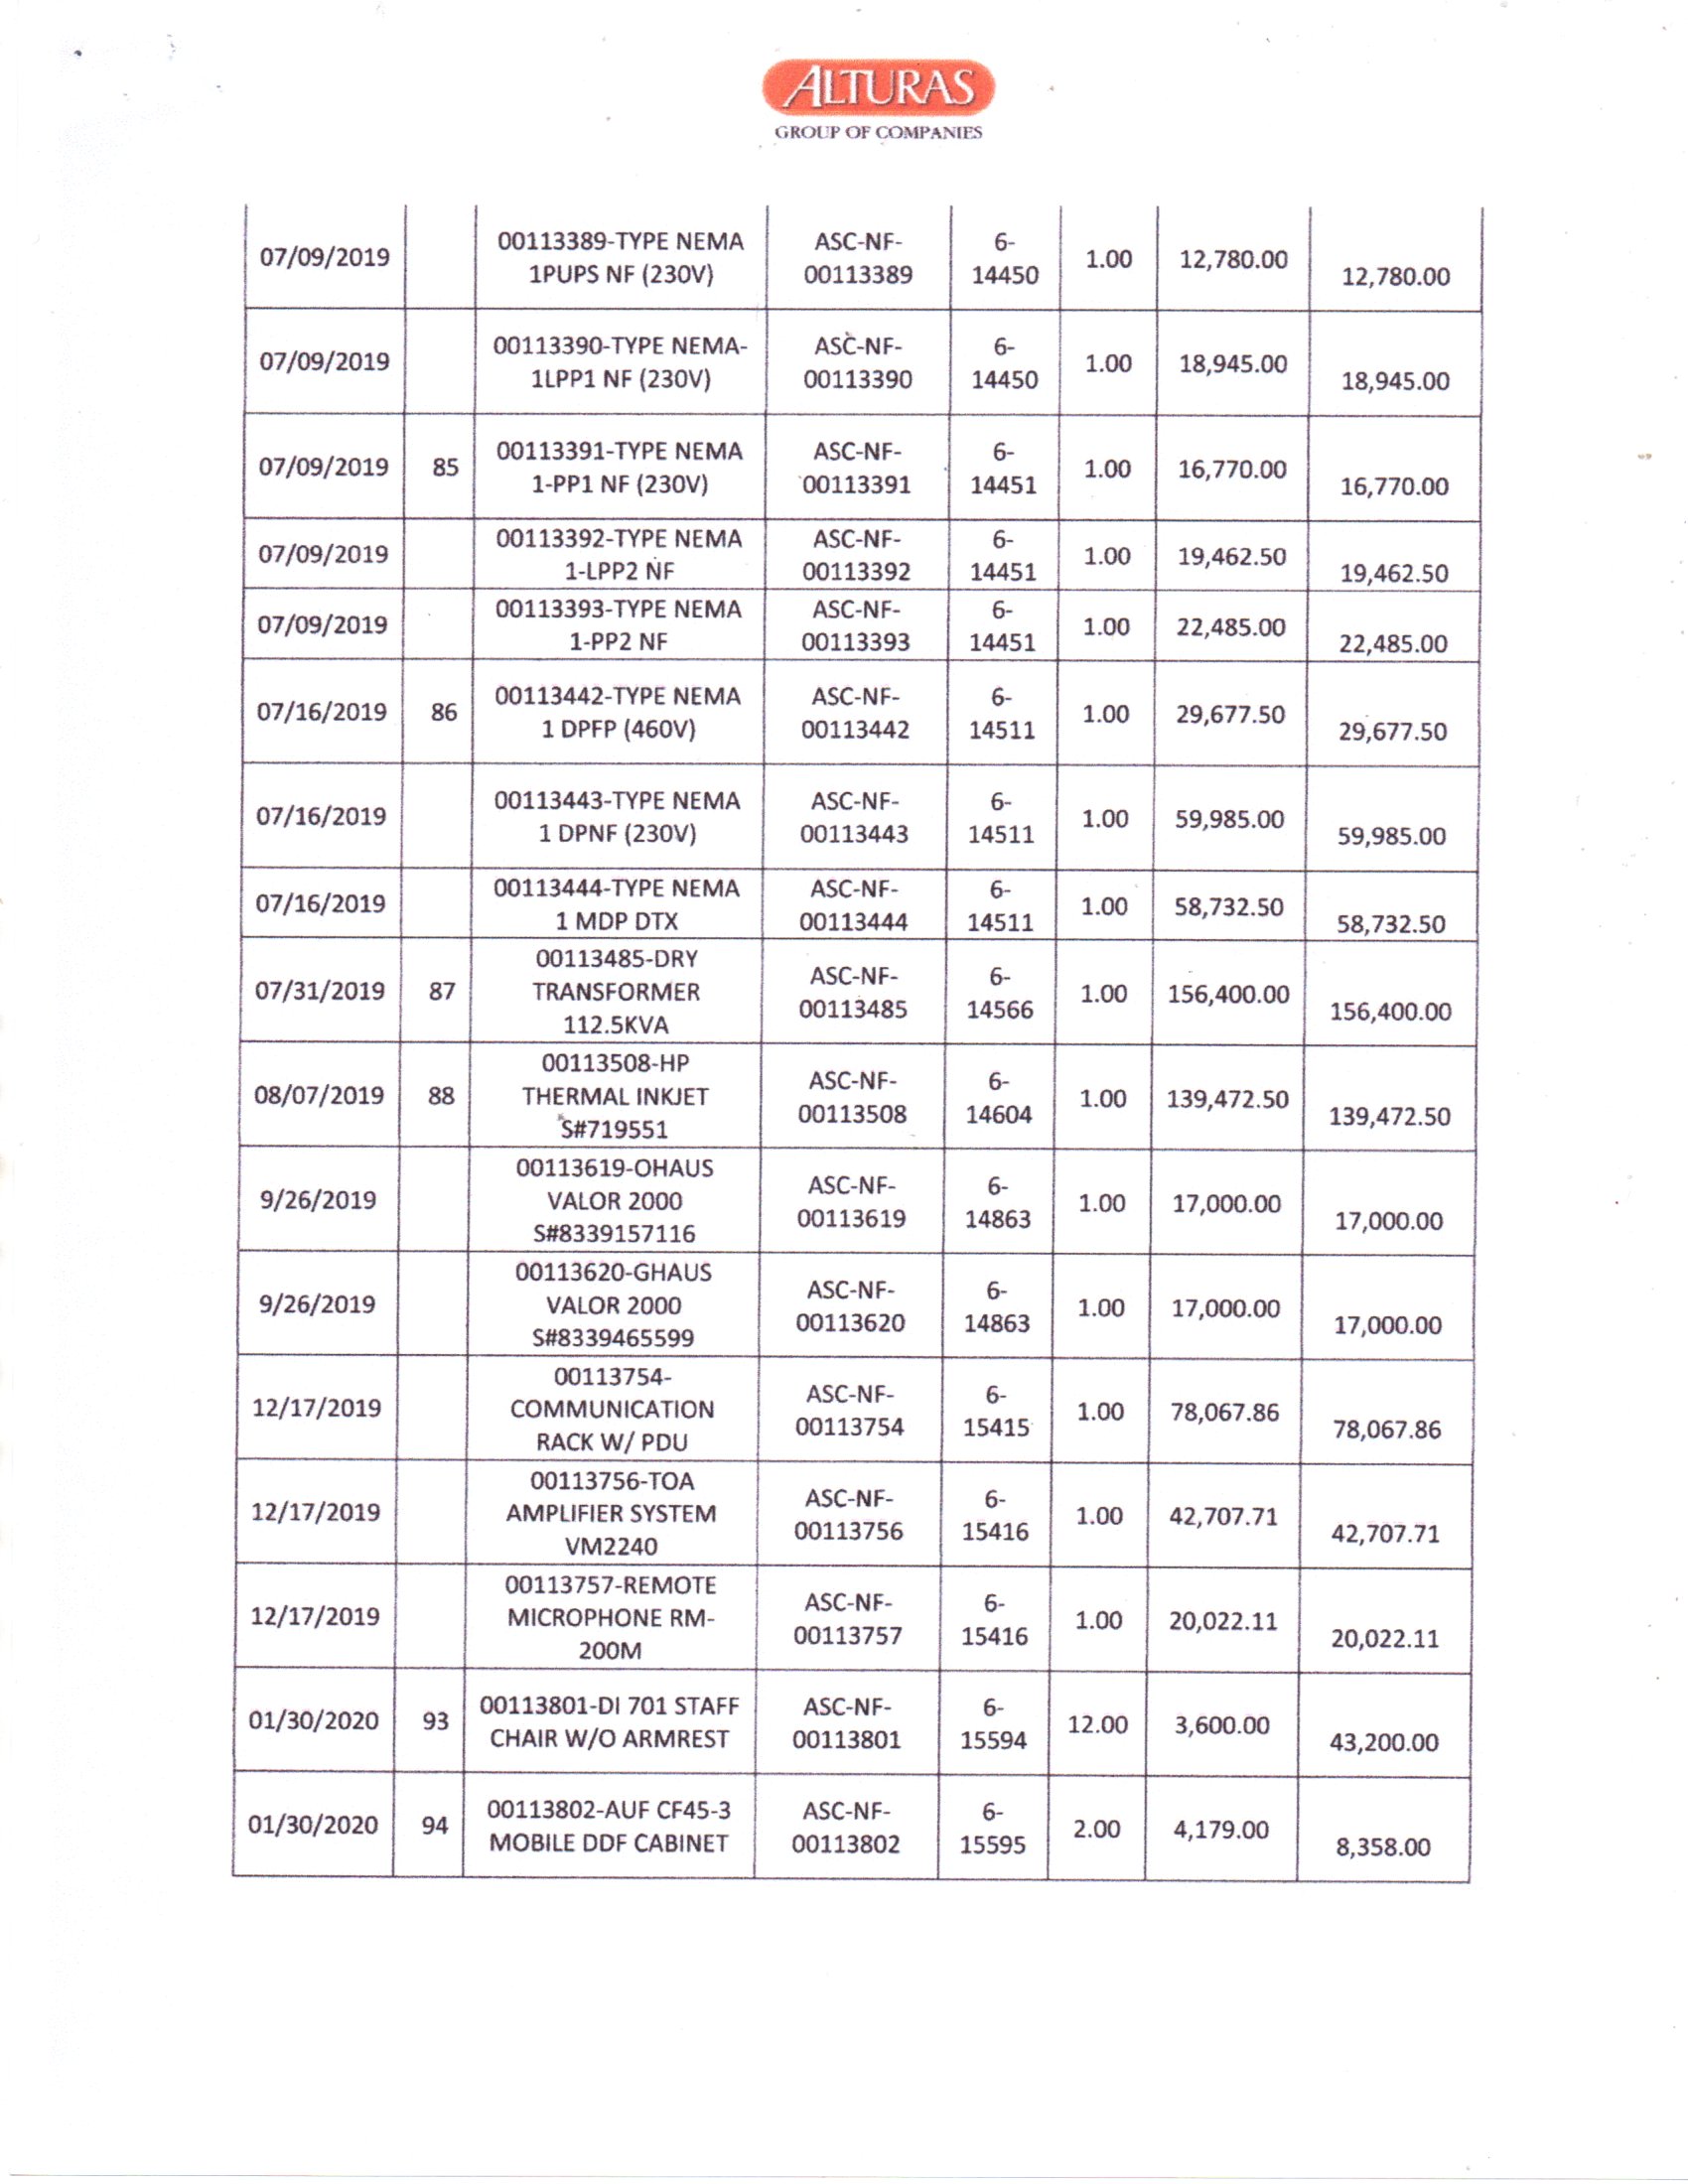 ALTURAS
GROUP OF COMPANIES
07/09/2019 00113389-TYPE NEMA 1PUPS NF (230V) ASC-NF-00113389 6-14450 1.00 12,780.00 12,780.00
07/09/2019 00113390-TYPE NEMA-1LPP1 NF (230V) ASC-NF-00113390 6-14450 1.00 18,945.00 18,945.00
07/09/2019 85 00113391-TYPE NEMA 1-PP1 NF (230V) ASC-NF-00113391 6-14451 1.00 16,770.00 16,770.00
07/09/2019 00113392-TYPE NEMA 1-LPP2 NF ASC-NF-00113392 6-14451 1.00 19,462.50 19,462.50
07/09/2019 00113393-TYPE NEMA 1-PP2 NF ASC-NF-00113393 6-14451 1.00 22,485.00 22,485.00
07/16/2019 86 00113442-TYPE NEMA 1 DPFP (460V) ASC-NF-00113442 6-14511 1.00 29,677.50 29,677.50
07/16/2019 00113443-TYPE NEMA 1 DPNF (230V) ASC-NF-00113443 6-14511 1.00 59,985.00 59,985.00
07/16/2019 00113444-TYPE NEMA 1 MDP DTX ASC-NF-00113444 6-14511 1.00 58,732.50 58,732.50
07/31/2019 87 00113485-DRY TRANSFORMER 112.5KVA ASC-NF-00113485 6-14566 1.00 156,400.00 156,400.00
08/07/2019 88 00113508-HP THERMAL INKJET S#719551 ASC-NF-00113508 6-14604 1.00 139,472.50 139,472.50
9/26/2019 00113619-OHAUS VALOR 2000 S#8339157116 ASC-NF-00113619 6-14863 1.00 17,000.00 17,000.00
9/26/2019 00113620-GHAUS VALOR 2000 S#8339465599 ASC-NF-00113620 6-14863 1.00 17,000.00 17,000.00
12/17/2019 00113754-COMMUNICATION RACK W/ PDU ASC-NF-00113754 6-15415 1.00 78,067.86 78,067.86
12/17/2019 00113756-TOA AMPLIFIER SYSTEM VM2240 ASC-NF-00113756 6-15416 1.00 42,707.71 42,707.71
12/17/2019 00113757-REMOTE MICROPHONE RM-200M ASC-NF-00113757 6-15416 1.00 20,022.11 20,022.11
01/30/2020 93 00113801-DI 701 STAFF CHAIR W/O ARMREST ASC-NF-00113801 6-15594 12.00 3,600.00 43,200.00
01/30/2020 94 00113802-AUF CF45-3 MOBILE DDF CABINET ASC-NF-00113802 6-15595 2.00 4,179.00 8,358.00